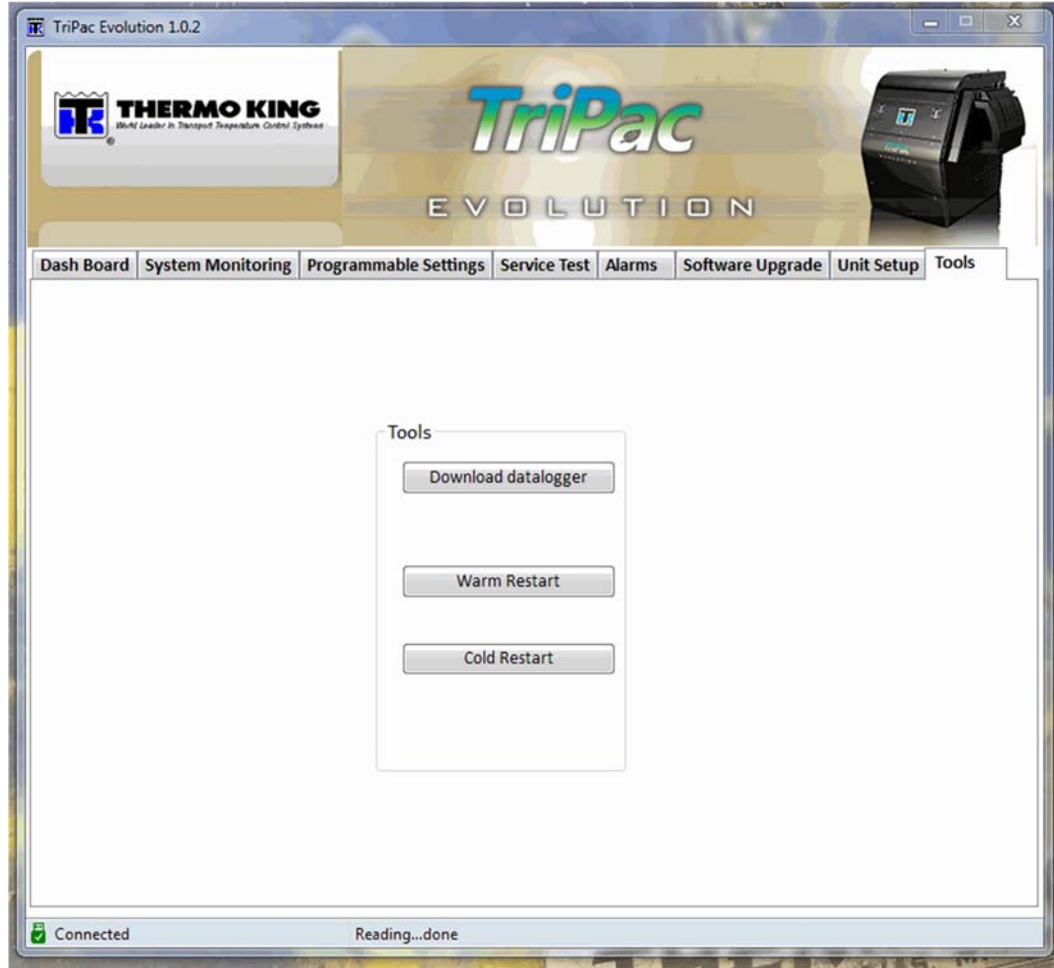 TriPac Evolution 1.0.2
THERMO KING
World Leader In Transport Temperature Control Systems
TriPac
EVOLUTION
Dash Board System Monitoring Programmable Settings Service Test Alarms Software Upgrade Unit Setup Tools
Tools
Download datalogger
Warm Restart
Cold Restart
Connected Reading...done